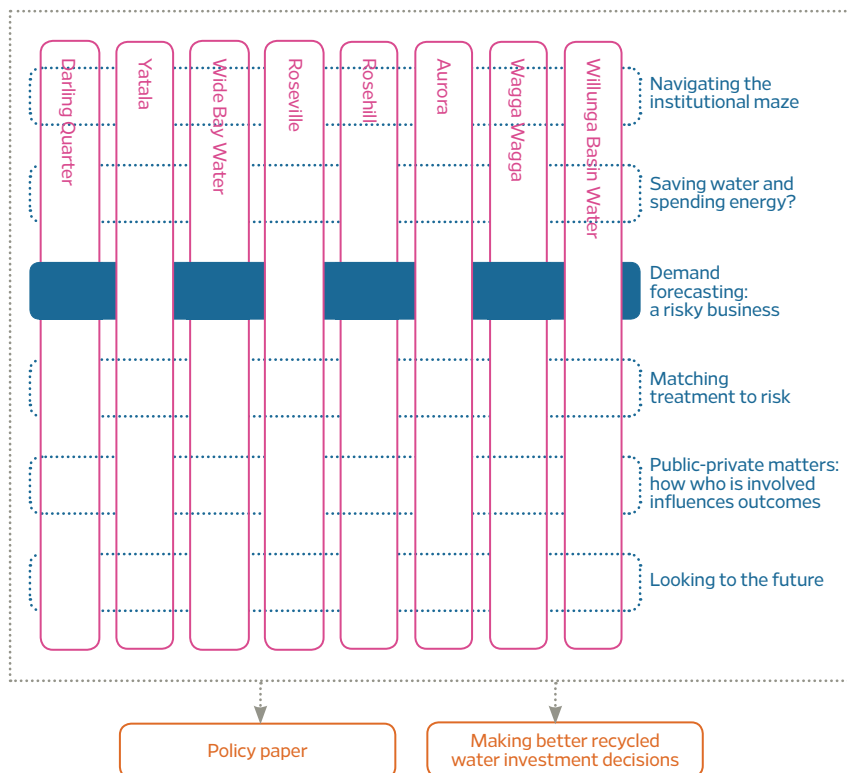 Darling Quarter
Yatala
Wide Bay Water
Roseville
Rosehill
Aurora
Wagga Wagga
Willunga Basin Water
Navigating the
institutional maze
Saving water and
spending energy?
Demand
forecasting:
a risky business
Matching
treatment to risk
Public-private matters:
how who is involved
influences outcomes
Looking to the future
Policy paper
Making better recycled
water investment decisions